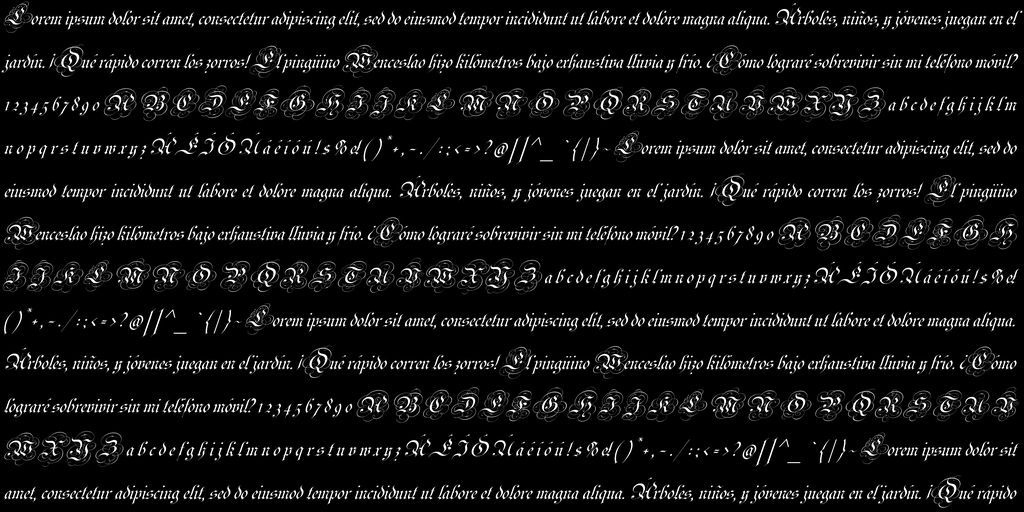 Lorem ipsum dolor sit amet, consectetur adipiscing elit, sed do eiusmod tempor incididunt ut labore et dolore magna aliqua. Árboles, niños, y jóvenes juegan en el
jardín. ¡Qué rápido corren los zorros! El pingüino Wenceslao hizo kilómetros bajo exhaustiva lluvia y frío. ¿Cómo lograré sobrevivir sin mi teléfono móvil?
1 2 3 4 5 6 7 8 9 0 A B C D E F G H I J K L M N O P Q R S T U V W X Y Z a b c d e f g h i j k l m
n o p q r s t u v w x y z Á É Í Ó Ú á é í ó ú ! $ % & ( ) * + , - . / : ; < = > ? @ [ ] ^ _ ` { | } ~ Lorem ipsum dolor sit amet, consectetur adipiscing elit, sed do
eiusmod tempor incididunt ut labore et dolore magna aliqua. Árboles, niños, y jóvenes juegan en el jardín. ¡Qué rápido corren los zorros! El pingüino
Wenceslao hizo kilómetros bajo exhaustiva lluvia y frío. ¿Cómo lograré sobrevivir sin mi teléfono móvil? 1 2 3 4 5 6 7 8 9 0 A B C D E F G H
I J K L M N O P Q R S T U V W X Y Z a b c d e f g h i j k l m n o p q r s t u v w x y z Á É Í Ó Ú á é í ó ú ! $ % &
( ) * + , - . / : ; < = > ? @ [ ] ^ _ ` { | } ~ Lorem ipsum dolor sit amet, consectetur adipiscing elit, sed do eiusmod tempor incididunt ut labore et dolore magna aliqua.
Árboles, niños, y jóvenes juegan en el jardín. ¡Qué rápido corren los zorros! El pingüino Wenceslao hizo kilómetros bajo exhaustiva lluvia y frío. ¿Cómo
lograré sobrevivir sin mi teléfono móvil? 1 2 3 4 5 6 7 8 9 0 A B C D E F G H I J K L M N O P Q R S T U V
W X Y Z a b c d e f g h i j k l m n o p q r s t u v w x y z Á É Í Ó Ú á é í ó ú ! $ % & ( ) * + , - . / : ; < = > ? @ [ ] ^ _ ` { | } ~ Lorem ipsum dolor sit
amet, consectetur adipiscing elit, sed do eiusmod tempor incididunt ut labore et dolore magna aliqua. Árboles, niños, y jóvenes juegan en el jardín. ¡Qué rápido